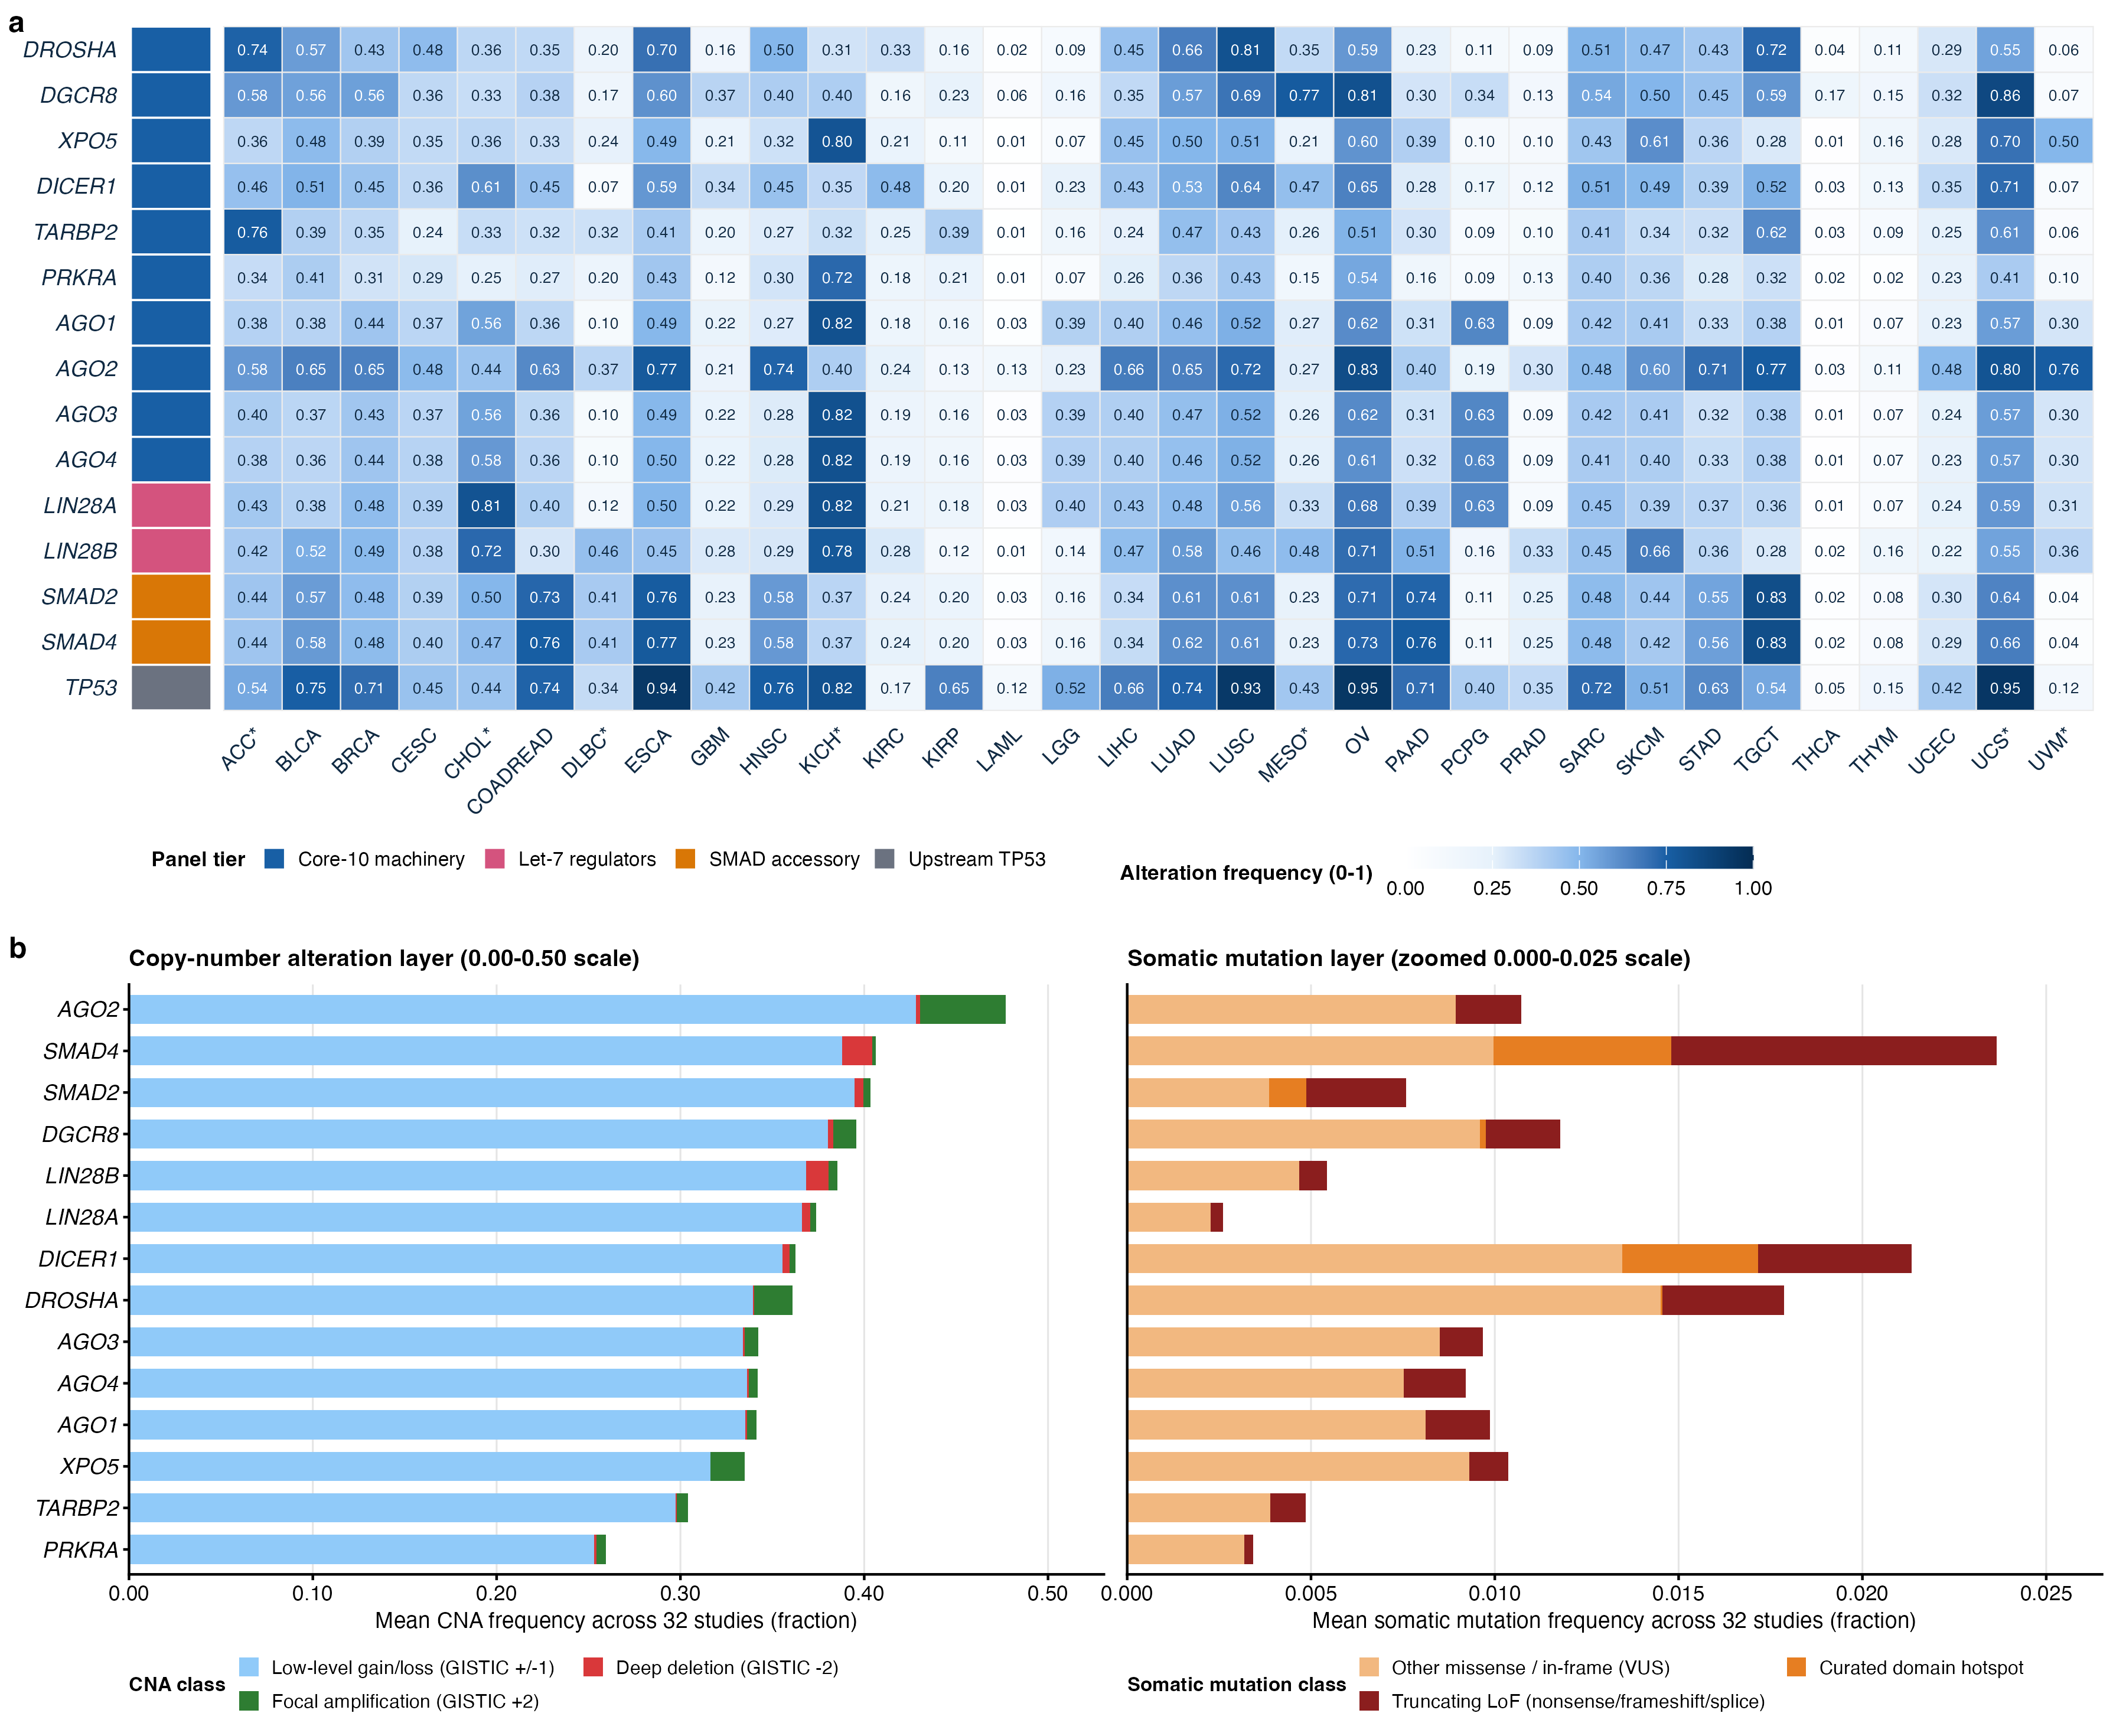 a
DROSHA 0.74 0.57 0.43 0.48 0.36 0.35 0.20 0.70 0.16 0.50 0.31 0.33 0.16 0.02 0.09 0.45 0.66 0.81 0.35 0.59 0.23 0.11 0.09 0.51 0.47 0.43 0.72 0.04 0.11 0.29 0.55 0.06
DGCR8 0.58 0.56 0.56 0.36 0.33 0.38 0.17 0.60 0.37 0.40 0.40 0.16 0.23 0.06 0.16 0.35 0.57 0.69 0.77 0.81 0.30 0.34 0.13 0.54 0.50 0.45 0.59 0.17 0.15 0.32 0.86 0.07
XPO5 0.36 0.48 0.39 0.35 0.36 0.33 0.24 0.49 0.21 0.32 0.80 0.21 0.11 0.01 0.07 0.45 0.50 0.51 0.21 0.60 0.39 0.10 0.10 0.43 0.61 0.36 0.28 0.01 0.16 0.28 0.70 0.50
DICER1 0.46 0.51 0.45 0.36 0.61 0.45 0.07 0.59 0.34 0.45 0.35 0.48 0.20 0.01 0.23 0.43 0.53 0.64 0.47 0.65 0.28 0.17 0.12 0.51 0.49 0.39 0.52 0.03 0.13 0.35 0.71 0.07
TARBP2 0.76 0.39 0.35 0.24 0.33 0.32 0.32 0.41 0.20 0.27 0.32 0.25 0.39 0.01 0.16 0.24 0.47 0.43 0.26 0.51 0.30 0.09 0.10 0.41 0.34 0.32 0.62 0.03 0.09 0.25 0.61 0.06
PRKRA 0.34 0.41 0.31 0.29 0.25 0.27 0.20 0.43 0.12 0.30 0.72 0.18 0.21 0.01 0.07 0.26 0.36 0.43 0.15 0.54 0.16 0.09 0.13 0.40 0.36 0.28 0.32 0.02 0.02 0.23 0.41 0.10
AGO1 0.38 0.38 0.44 0.37 0.56 0.36 0.10 0.49 0.22 0.27 0.82 0.18 0.16 0.03 0.39 0.40 0.46 0.52 0.27 0.62 0.31 0.63 0.09 0.42 0.41 0.33 0.38 0.01 0.07 0.23 0.57 0.30
AGO2 0.58 0.65 0.65 0.48 0.44 0.63 0.37 0.77 0.21 0.74 0.40 0.24 0.13 0.13 0.23 0.66 0.65 0.72 0.27 0.83 0.40 0.19 0.30 0.48 0.60 0.71 0.77 0.03 0.11 0.48 0.80 0.76
AGO3 0.40 0.37 0.43 0.37 0.56 0.36 0.10 0.49 0.22 0.28 0.82 0.19 0.16 0.03 0.39 0.40 0.47 0.52 0.26 0.62 0.31 0.63 0.09 0.42 0.41 0.32 0.38 0.01 0.07 0.24 0.57 0.30
AGO4 0.38 0.36 0.44 0.38 0.58 0.36 0.10 0.50 0.22 0.28 0.82 0.19 0.16 0.03 0.39 0.40 0.46 0.52 0.26 0.61 0.32 0.63 0.09 0.41 0.40 0.33 0.38 0.01 0.07 0.23 0.57 0.30
LIN28A 0.43 0.38 0.48 0.39 0.81 0.40 0.12 0.50 0.22 0.29 0.82 0.21 0.18 0.03 0.40 0.43 0.48 0.56 0.33 0.68 0.39 0.63 0.09 0.45 0.39 0.37 0.36 0.01 0.07 0.24 0.59 0.31
LIN28B 0.42 0.52 0.49 0.38 0.72 0.30 0.46 0.45 0.28 0.29 0.78 0.28 0.12 0.01 0.14 0.47 0.58 0.46 0.48 0.71 0.51 0.16 0.33 0.45 0.66 0.36 0.28 0.02 0.16 0.22 0.55 0.36
SMAD2 0.44 0.57 0.48 0.39 0.50 0.73 0.41 0.76 0.23 0.58 0.37 0.24 0.20 0.03 0.16 0.34 0.61 0.61 0.23 0.71 0.74 0.11 0.25 0.48 0.44 0.55 0.83 0.02 0.08 0.30 0.64 0.04
SMAD4 0.44 0.58 0.48 0.40 0.47 0.76 0.41 0.77 0.23 0.58 0.37 0.24 0.20 0.03 0.16 0.34 0.62 0.61 0.23 0.73 0.76 0.11 0.25 0.48 0.42 0.56 0.83 0.02 0.08 0.29 0.66 0.04
TP53 0.54 0.75 0.71 0.45 0.44 0.74 0.34 0.94 0.42 0.76 0.82 0.17 0.65 0.12 0.52 0.66 0.74 0.93 0.43 0.95 0.71 0.40 0.35 0.72 0.51 0.63 0.54 0.05 0.15 0.42 0.95 0.12
ACC* BLCA BRCA CESC CHOL* COADREAD DLBC* ESCA GBM HNSC KICH* KIRC KIRP LAML LGG LIHC LUAD LUSC MESO* OV PAAD PCPG PRAD SARC SKCM STAD TGCT THCA THYM UCEC UCS* UVM*
Panel tier Core-10 machinery Let-7 regulators SMAD accessory Upstream TP53
Alteration frequency (0-1) 0.00 0.25 0.50 0.75 1.00
b
Copy-number alteration layer (0.00-0.50 scale)
AGO2
SMAD4
SMAD2
DGCR8
LIN28B
LIN28A
DICER1
DROSHA
AGO3
AGO4
AGO1
XPO5
TARBP2
PRKRA
0.00 0.10 0.20 0.30 0.40 0.50
Mean CNA frequency across 32 studies (fraction)
CNA class
Low-level gain/loss (GISTIC +/-1) Deep deletion (GISTIC -2)
Focal amplification (GISTIC +2)
Somatic mutation layer (zoomed 0.000-0.025 scale)
0.000 0.005 0.010 0.015 0.020 0.025
Mean somatic mutation frequency across 32 studies (fraction)
Somatic mutation class
Other missense / in-frame (VUS) Curated domain hotspot
Truncating LoF (nonsense/frameshift/splice)